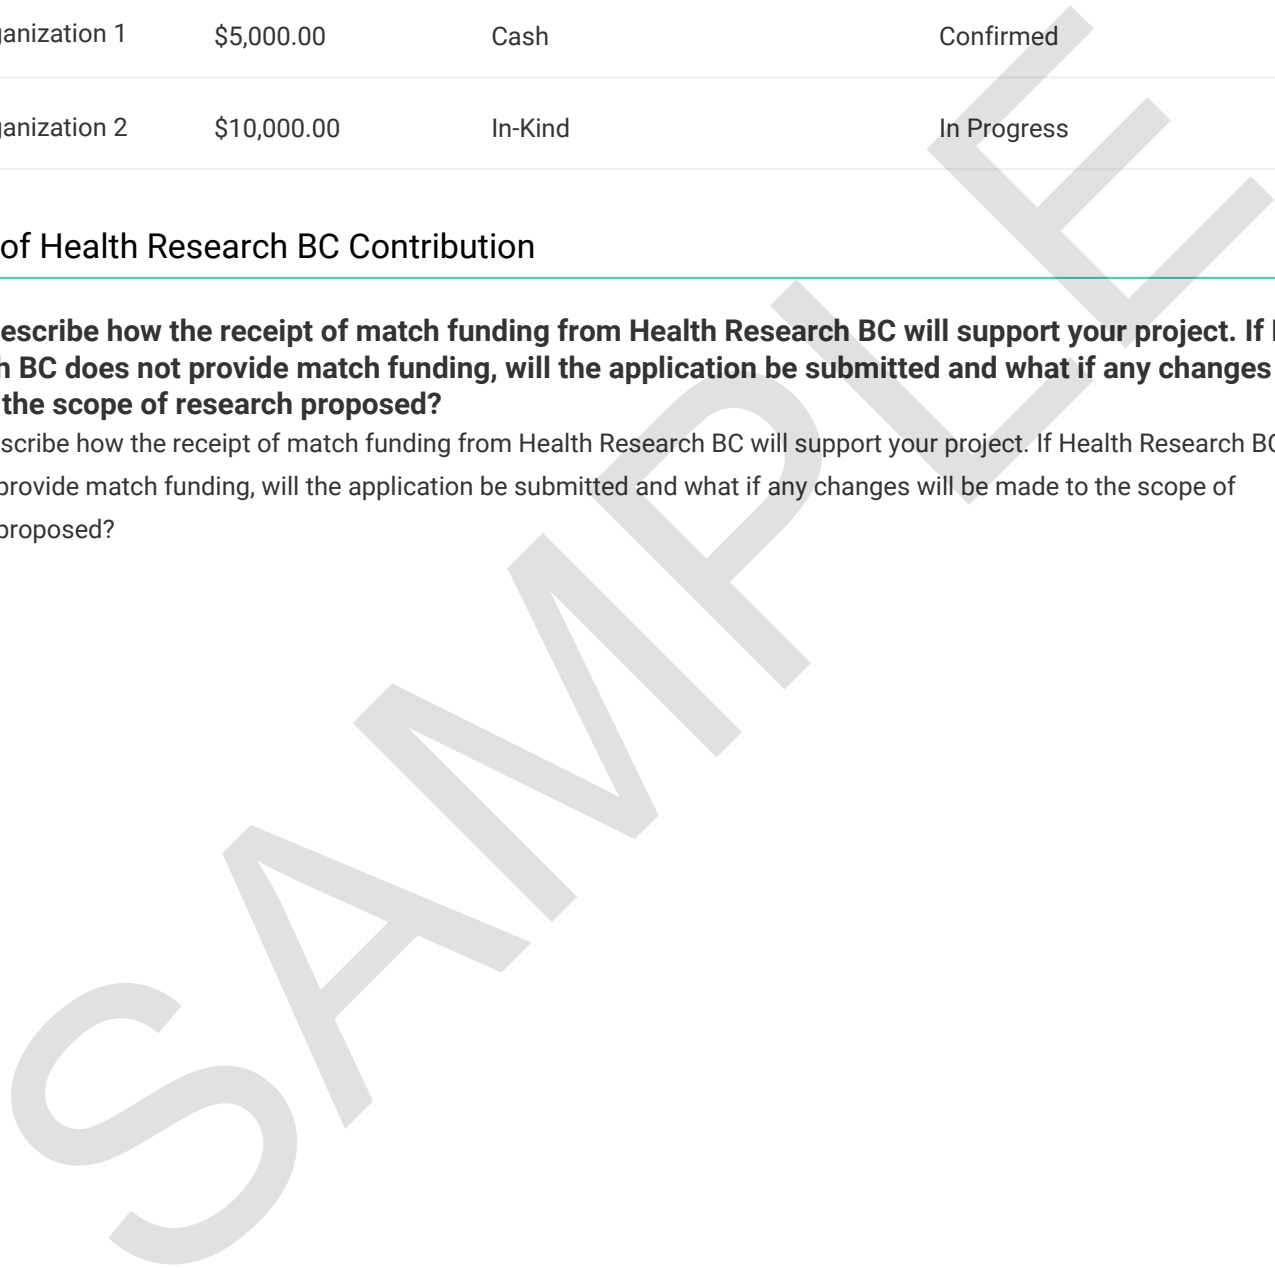 ganization 1 $5,000.00 Cash Confirmed
ganization 2 $10,000.00 In-Kind In Progress
of Health Research BC Contribution
escribe how the receipt of match funding from Health Research BC will support your project. If
h BC does not provide match funding, will the application be submitted and what if any changes
the scope of research proposed?
scribe how the receipt of match funding from Health Research BC will support your project. If Health Research BC
provide match funding, will the application be submitted and what if any changes will be made to the scope of
proposed?
SAMPLE